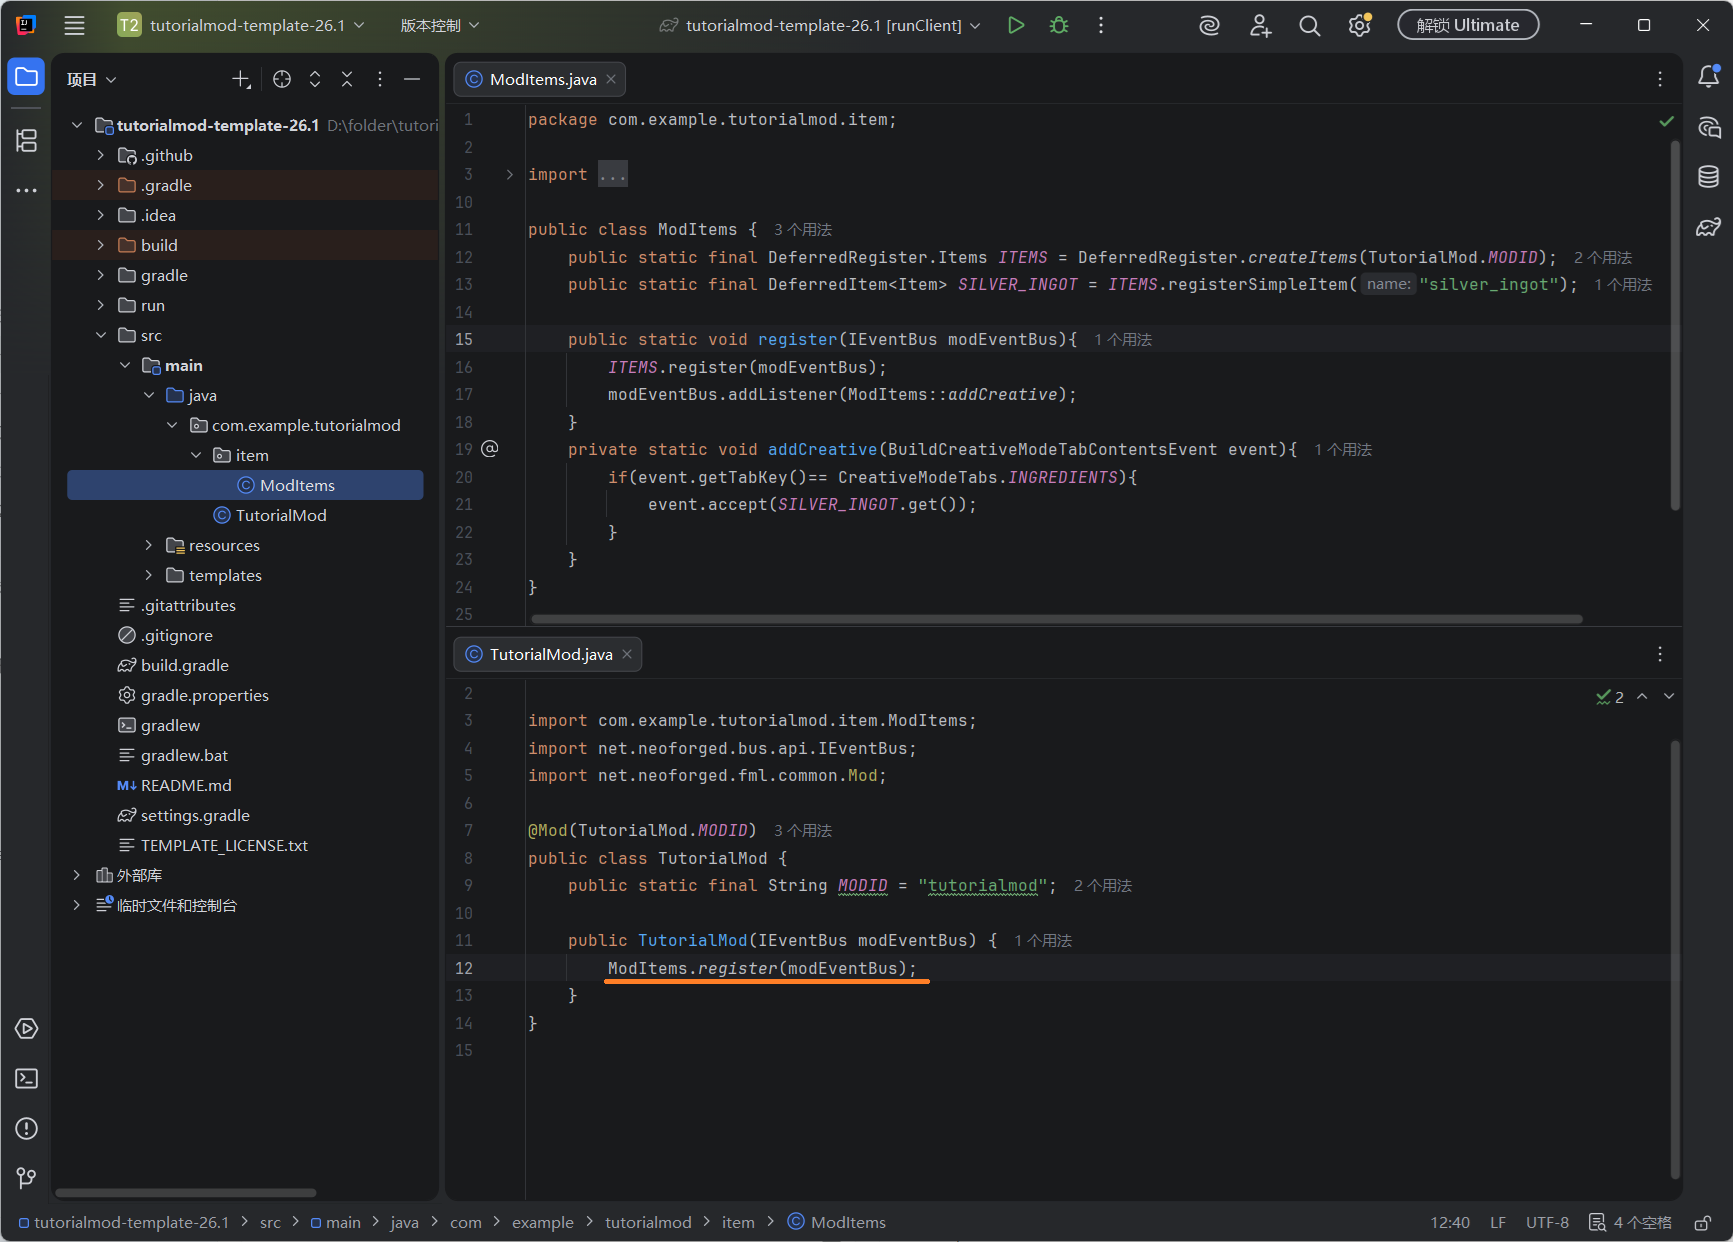 T2 tutorialmod-template-26.1 版本控制 tutorialmod-template-26.1 [runClient] 解锁 Ultimate
项目
tutorialmod-template-26.1 D:\folder\tutori
.github
.gradle
.idea
build
gradle
run
src
main
java
com.example.tutorialmod
item
ModItems
TutorialMod
resources
templates
.gitattributes
.gitignore
build.gradle
gradle.properties
gradlew
gradlew.bat
M↓ README.md
settings.gradle
TEMPLATE_LICENSE.txt
外部库
临时文件和控制台
ModItems.java
1 package com.example.tutorialmod.item;
2
3 import ...
10
11 public class ModItems { 3 个用法
12 public static final DeferredRegister.Items ITEMS = DeferredRegister.createItems(TutorialMod.MODID); 2 个用法
13 public static final DeferredItem<Item> SILVER_INGOT = ITEMS.registerSimpleItem( name: "silver_ingot"); 1 个用法
14
15 public static void register(IEventBus modEventBus){ 1 个用法
16 ITEMS.register(modEventBus);
17 modEventBus.addListener(ModItems::addCreative);
18 }
19 @ private static void addCreative(BuildCreativeModeTabContentsEvent event){ 1 个用法
20 if(event.getTabKey()== CreativeModeTabs.INGREDIENTS){
21 event.accept(SILVER_INGOT.get());
22 }
23 }
24 }
25
TutorialMod.java
2
2
3 import com.example.tutorialmod.item.ModItems;
4 import net.neoforged.bus.api.IEventBus;
5 import net.neoforged.fml.common.Mod;
6
7 @Mod(TutorialMod.MODID) 3 个用法
8 public class TutorialMod {
9 public static final String MODID = "tutorialmod"; 2 个用法
10
11 public TutorialMod(IEventBus modEventBus) { 1 个用法
12 ModItems.register(modEventBus);
13 }
14 }
15
tutorialmod-template-26.1 > src > main > java > com > example > tutorialmod > item > ModItems 12:40 LF UTF-8 4 个空格